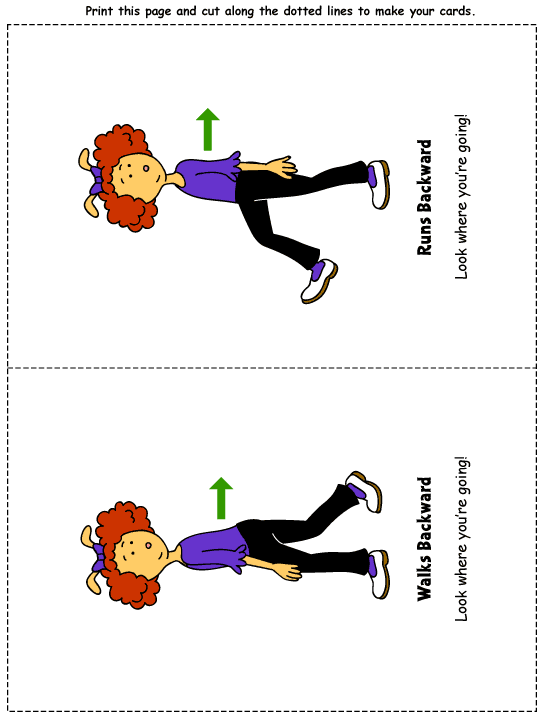 Print this page and cut along the dotted lines to make your cards.
Runs Backward
Look where you're going!
Walks Backward
Look where you're going!